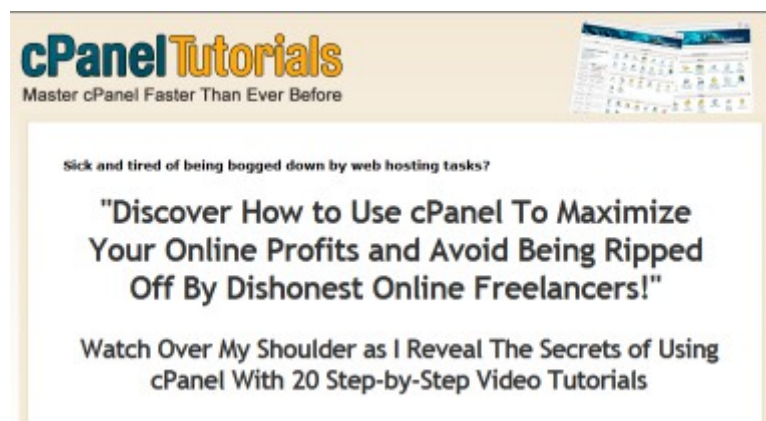 cPanelTutorials
Master cPanel Faster Than Ever Before
Sick and tired of being bogged down by web hosting tasks?
"Discover How to Use cPanel To Maximize
Your Online Profits and Avoid Being Ripped
Off By Dishonest Online Freelancers!"
Watch Over My Shoulder as I Reveal The Secrets of Using
cPanel With 20 Step-by-Step Video Tutorials